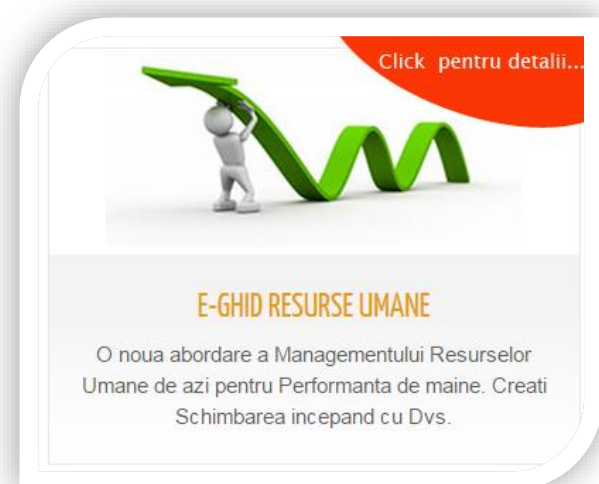 Click pentru detalii...
E-GHID RESURSE UMANE
O noua abordare a Managementului Resurselor
Umane de azi pentru Performanta de maine. Creati
Schimbarea incepand cu Dvs.